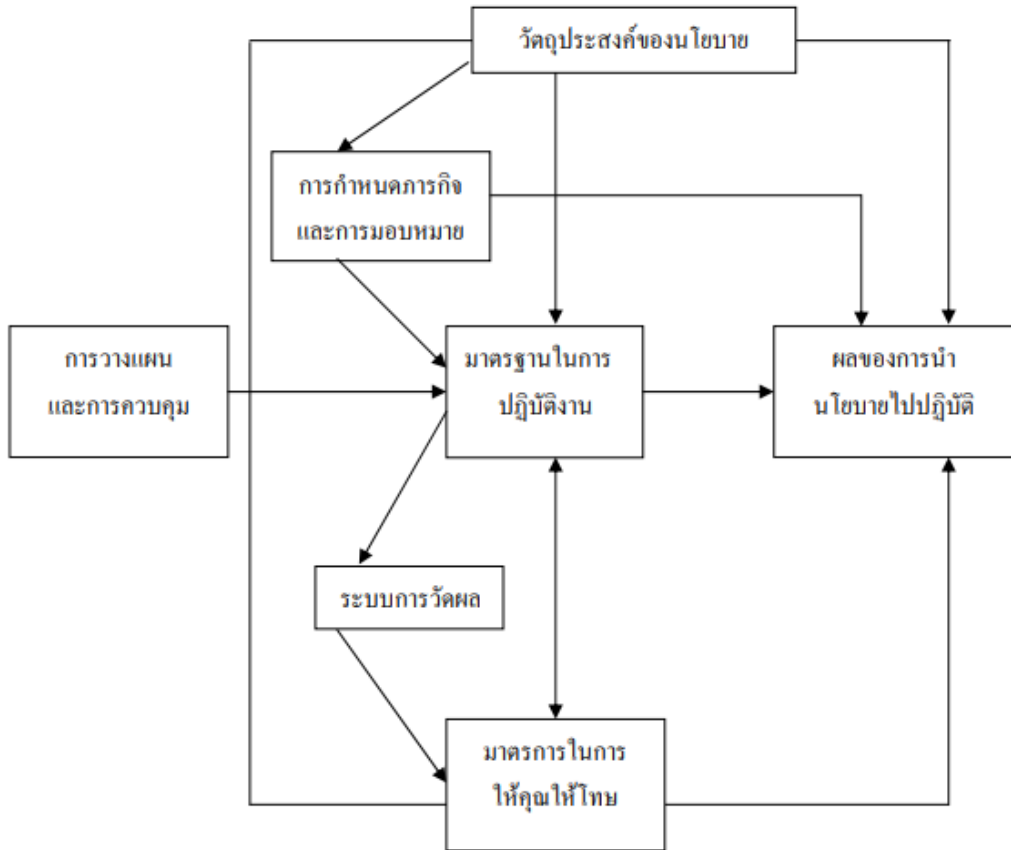 วัตถุประสงค์ของนโยบาย
การกำหนดภารกิจ
และการมอบหมาย
การวางแผน
และการควบคุม
มาตรฐานในการ
ปฏิบัติงาน
ผลของการนำ
นโยบายไปปฏิบัติ
ระบบการวัดผล
มาตรการในการ
ให้คุณให้โทษ